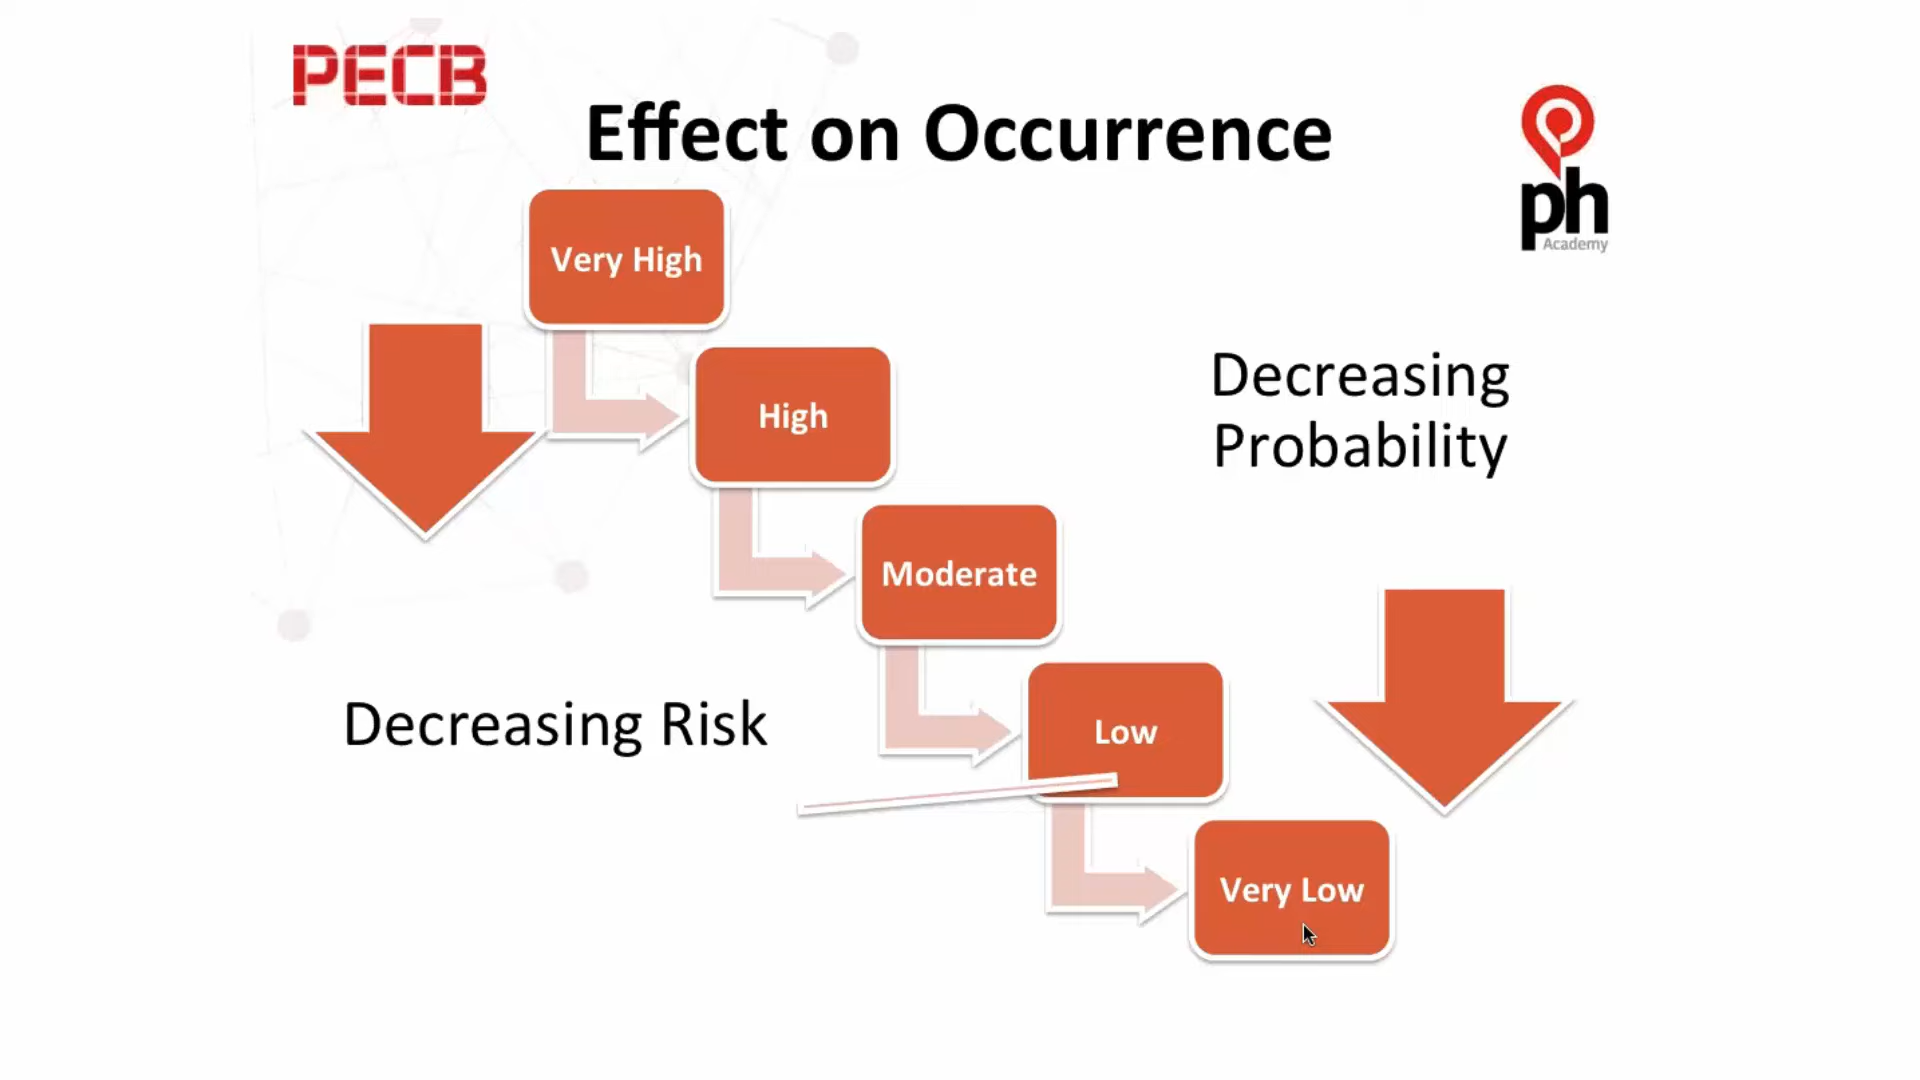 PECB
Effect on Occurrence
ph
Academy
Very High
High
Decreasing
Probability
Moderate
Decreasing Risk
Low
Very Low